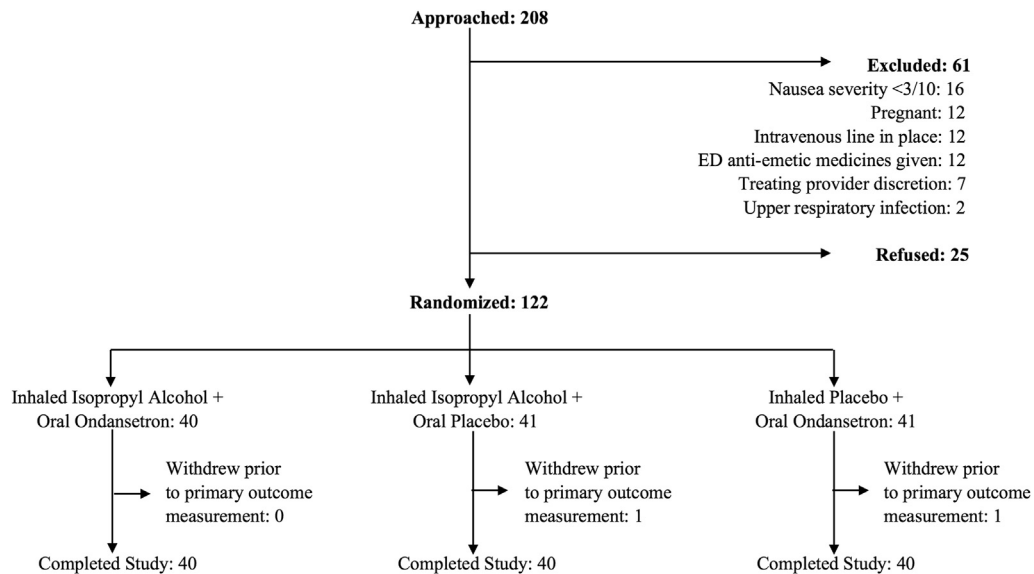 Approached: 208
Excluded: 61
Nausea severity <3/10: 16
Pregnant: 12
Intravenous line in place: 12
ED anti-emetic medicines given: 12
Treating provider discretion: 7
Upper respiratory infection: 2
Refused: 25
Randomized: 122
Inhaled Isopropyl Alcohol +
Oral Ondansetron: 40
Inhaled Isopropyl Alcohol +
Oral Placebo: 41
Inhaled Placebo +
Oral Ondansetron: 41
Withdrew prior
to primary outcome
measurement: 0
Withdrew prior
to primary outcome
measurement: 1
Withdrew prior
to primary outcome
measurement: 1
Completed Study: 40
Completed Study: 40
Completed Study: 40